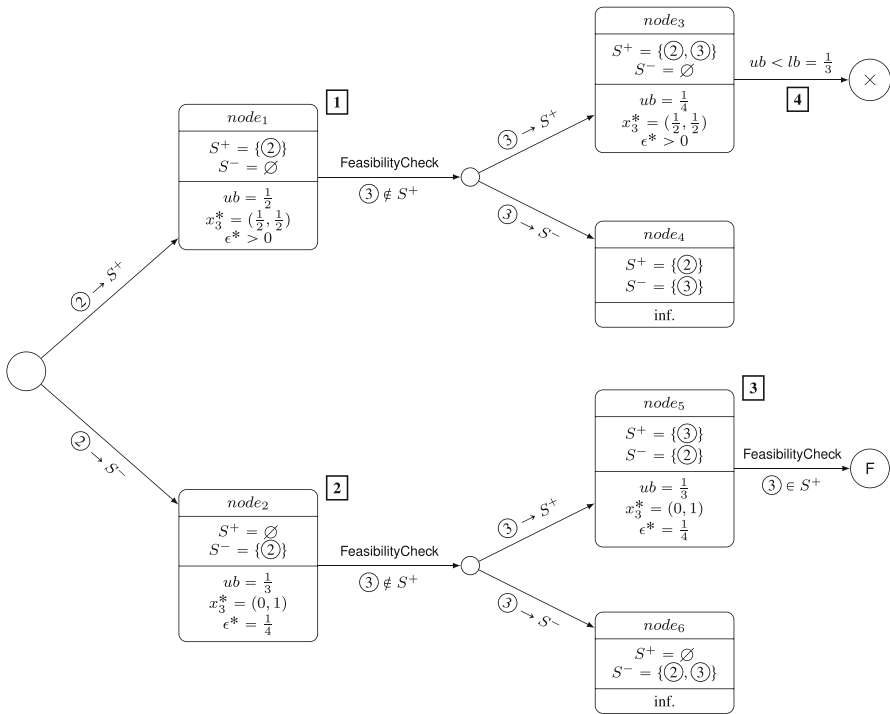 node₃
S⁺ = {②, ③}
S⁻ = ∅
ub = 1/4
x₃* = (1/2, 1/2)
ϵ* > 0
ub < lb = 1/3
4
×
1
node₁
S⁺ = {②}
S⁻ = ∅
ub = 1/2
x₃* = (1/2, 1/2)
ϵ* > 0
FeasibilityCheck
③ ∉ S⁺
③ → S⁺
③ → S⁻
node₄
S⁺ = {②}
S⁻ = {③}
inf.
② → S⁺
② → S⁻
3
node₅
S⁺ = {③}
S⁻ = {②}
ub = 1/3
x₃* = (0, 1)
ϵ* = 1/4
FeasibilityCheck
③ ∈ S⁺
F
2
node₂
S⁺ = ∅
S⁻ = {②}
ub = 1/3
x₃* = (0, 1)
ϵ* = 1/4
FeasibilityCheck
③ ∉ S⁺
③ → S⁺
③ → S⁻
node₆
S⁺ = ∅
S⁻ = {②, ③}
inf.